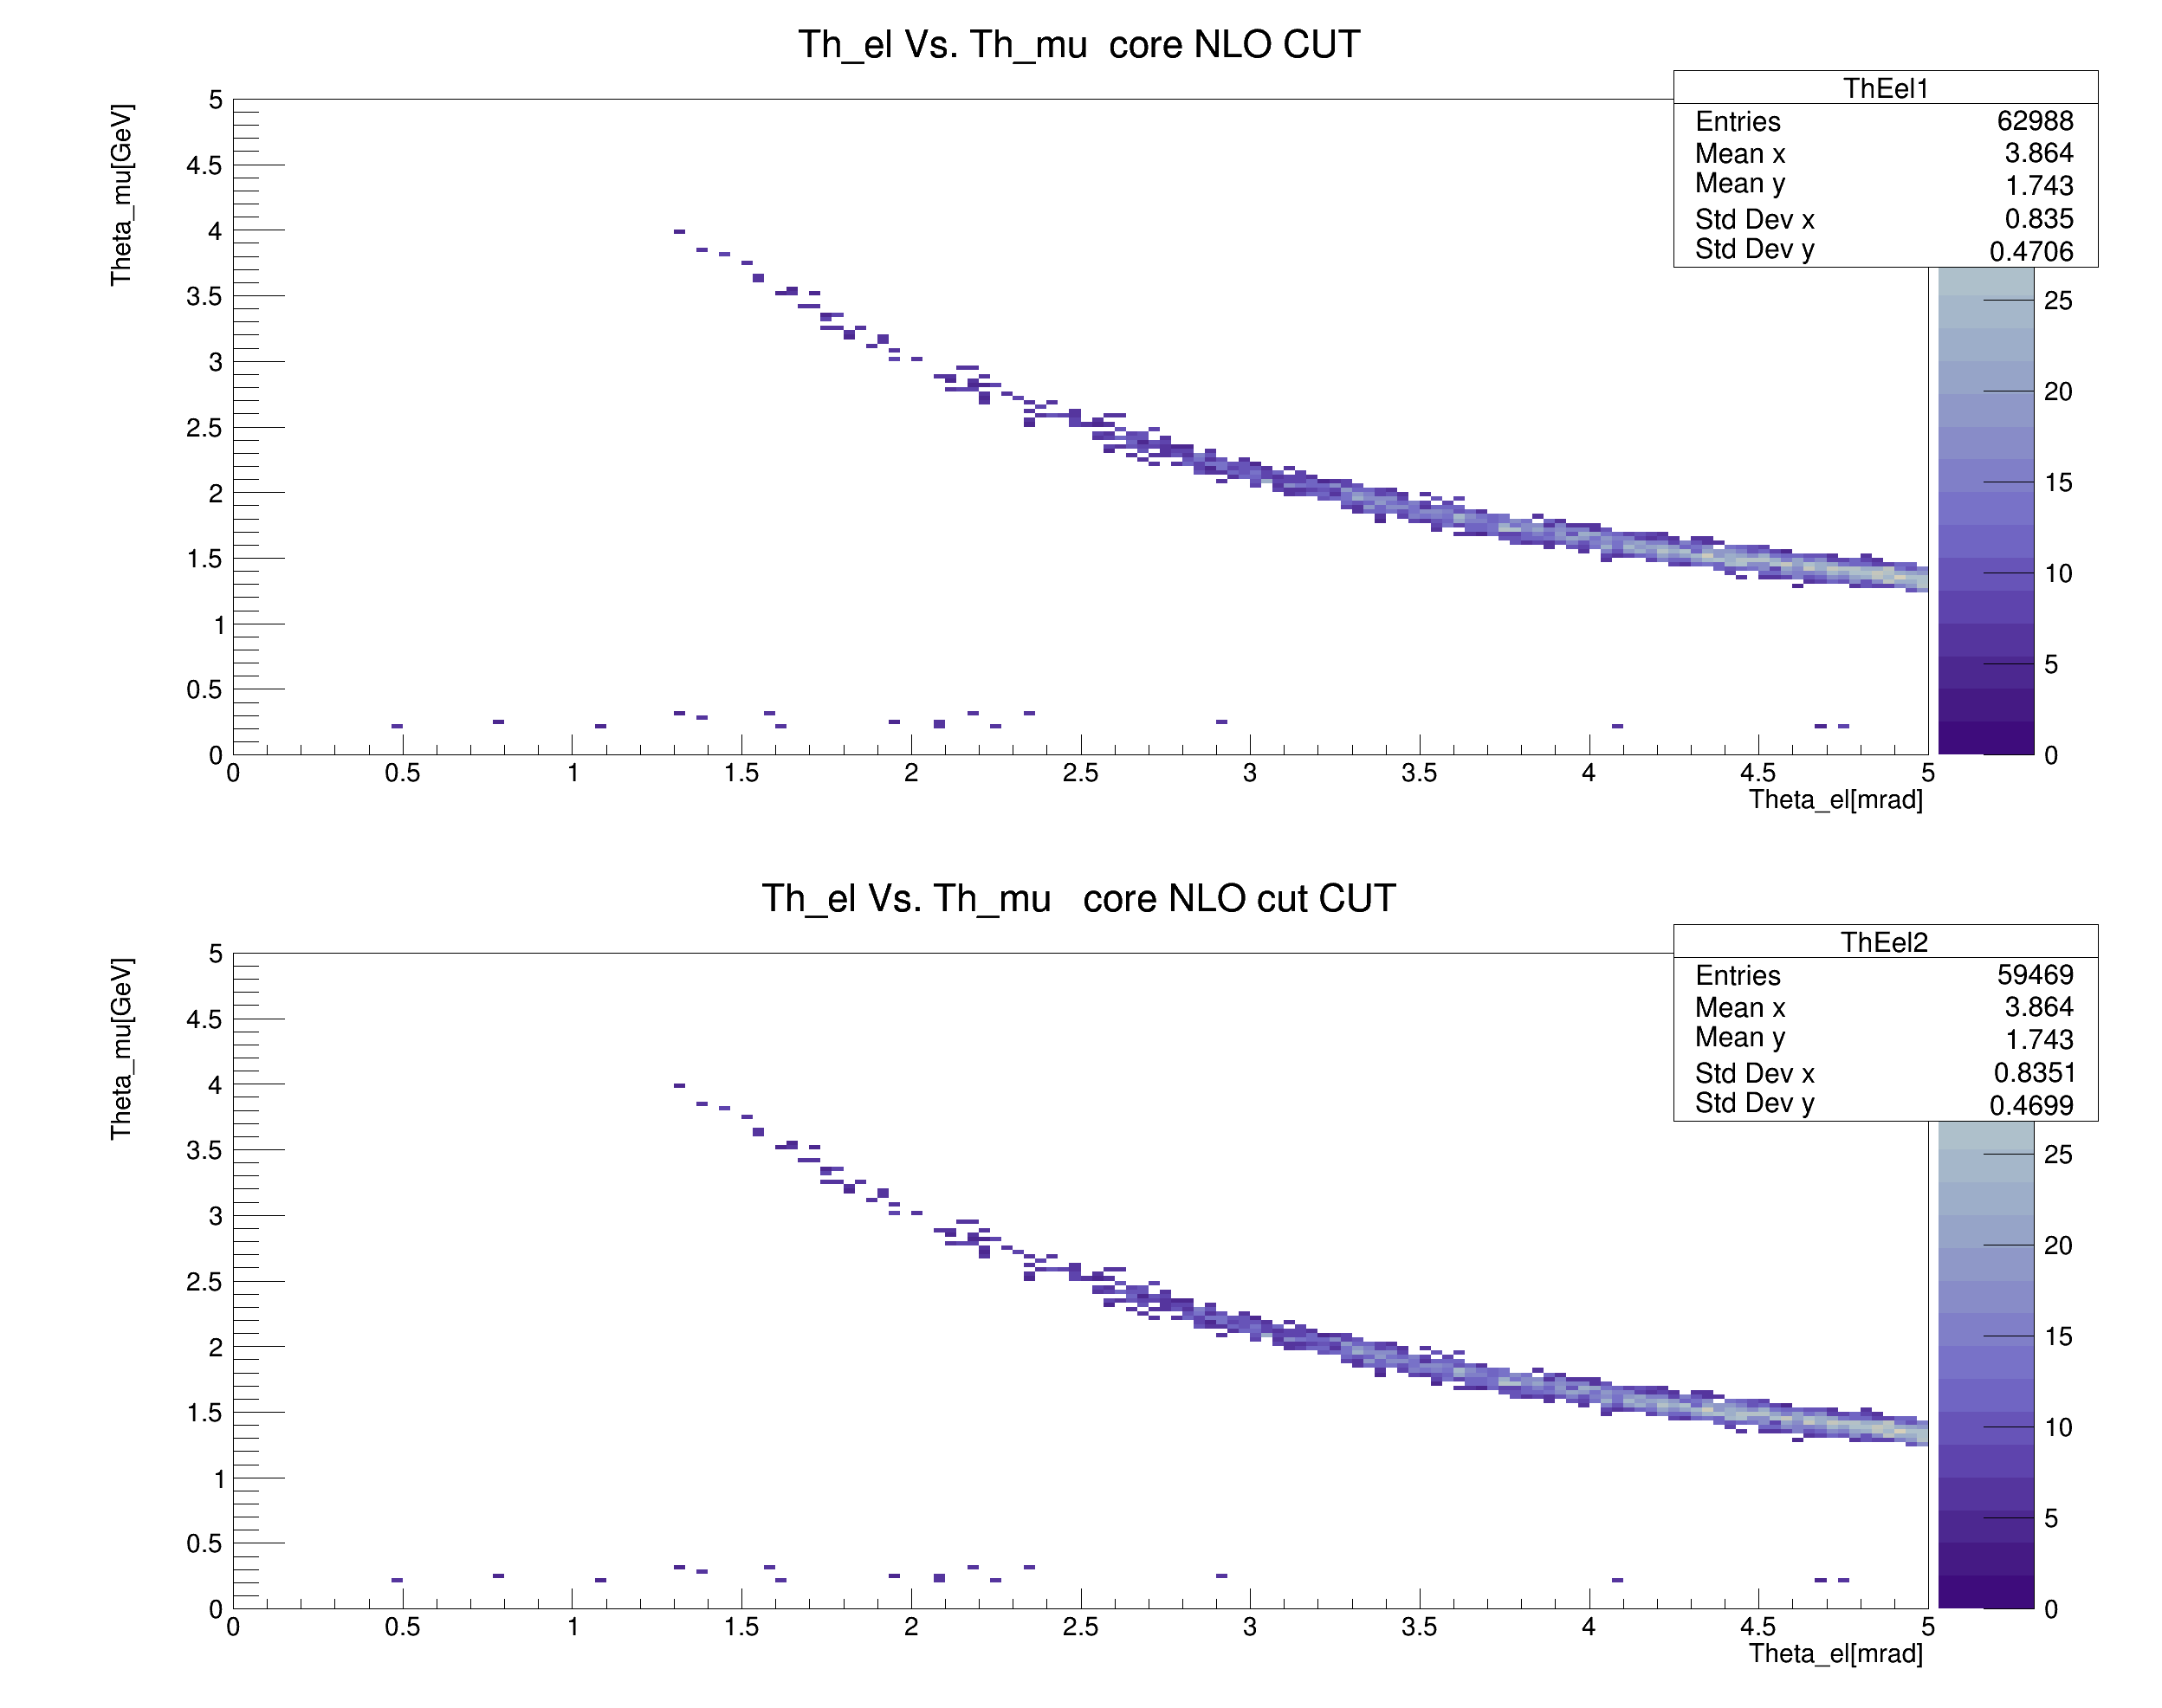 Th_el Vs. Th_mu  core NLO CUT
Theta_mu[GeV]
5
4.5
4
3.5
3
2.5
2
1.5
1
0.5
0
0 0.5 1 1.5 2 2.5 3 3.5 4 4.5 5
Theta_el[mrad]
ThEel1
Entries 62988
Mean x 3.864
Mean y 1.743
Std Dev x 0.835
Std Dev y 0.4706
25
20
15
10
5
0
Th_el Vs. Th_mu   core NLO cut CUT
Theta_mu[GeV]
5
4.5
4
3.5
3
2.5
2
1.5
1
0.5
0
0 0.5 1 1.5 2 2.5 3 3.5 4 4.5 5
Theta_el[mrad]
ThEel2
Entries 59469
Mean x 3.864
Mean y 1.743
Std Dev x 0.8351
Std Dev y 0.4699
25
20
15
10
5
0